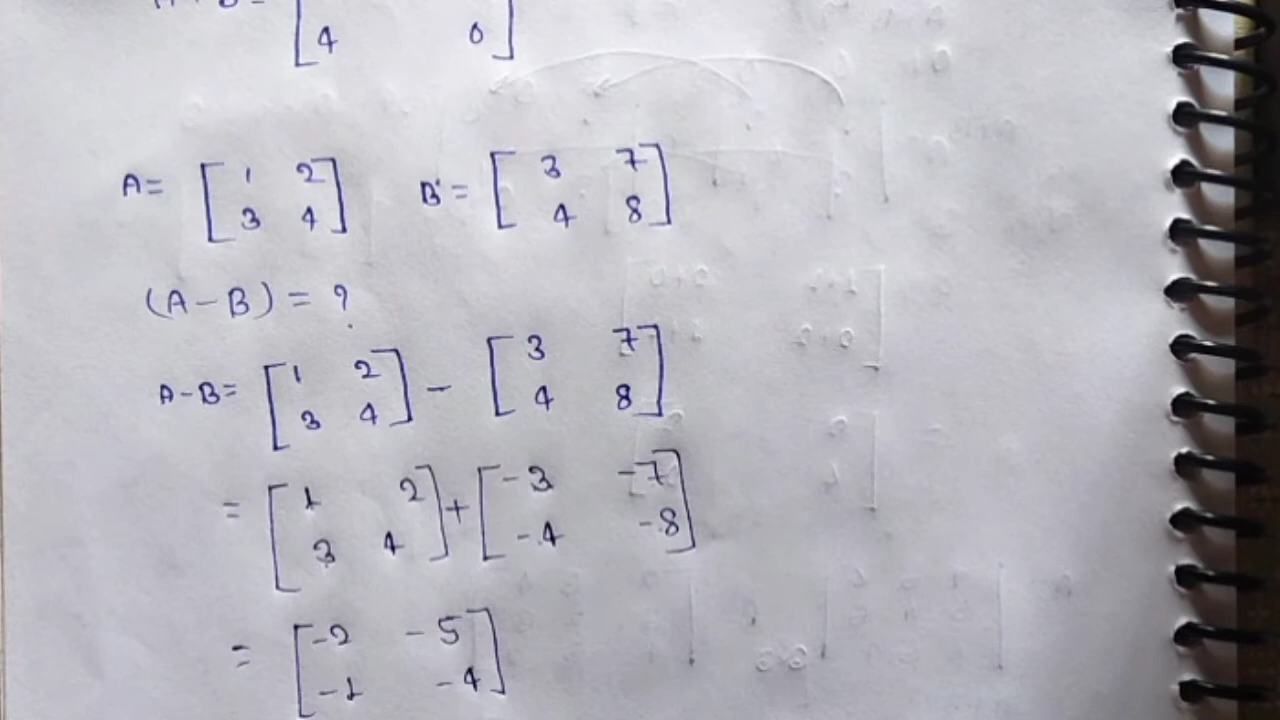 4 0
A = [ 1 2 B = [ 3 7
3 4 ] 4 8 ]
(A - B) = ?
A - B = [ 1 2 ] - [ 3 7
3 4 ] 4 8 ]
= [ 1 2 ] + [ -3 -7
3 4 ] -4 -8 ]
= [ -2 -5
-1 -4 ]